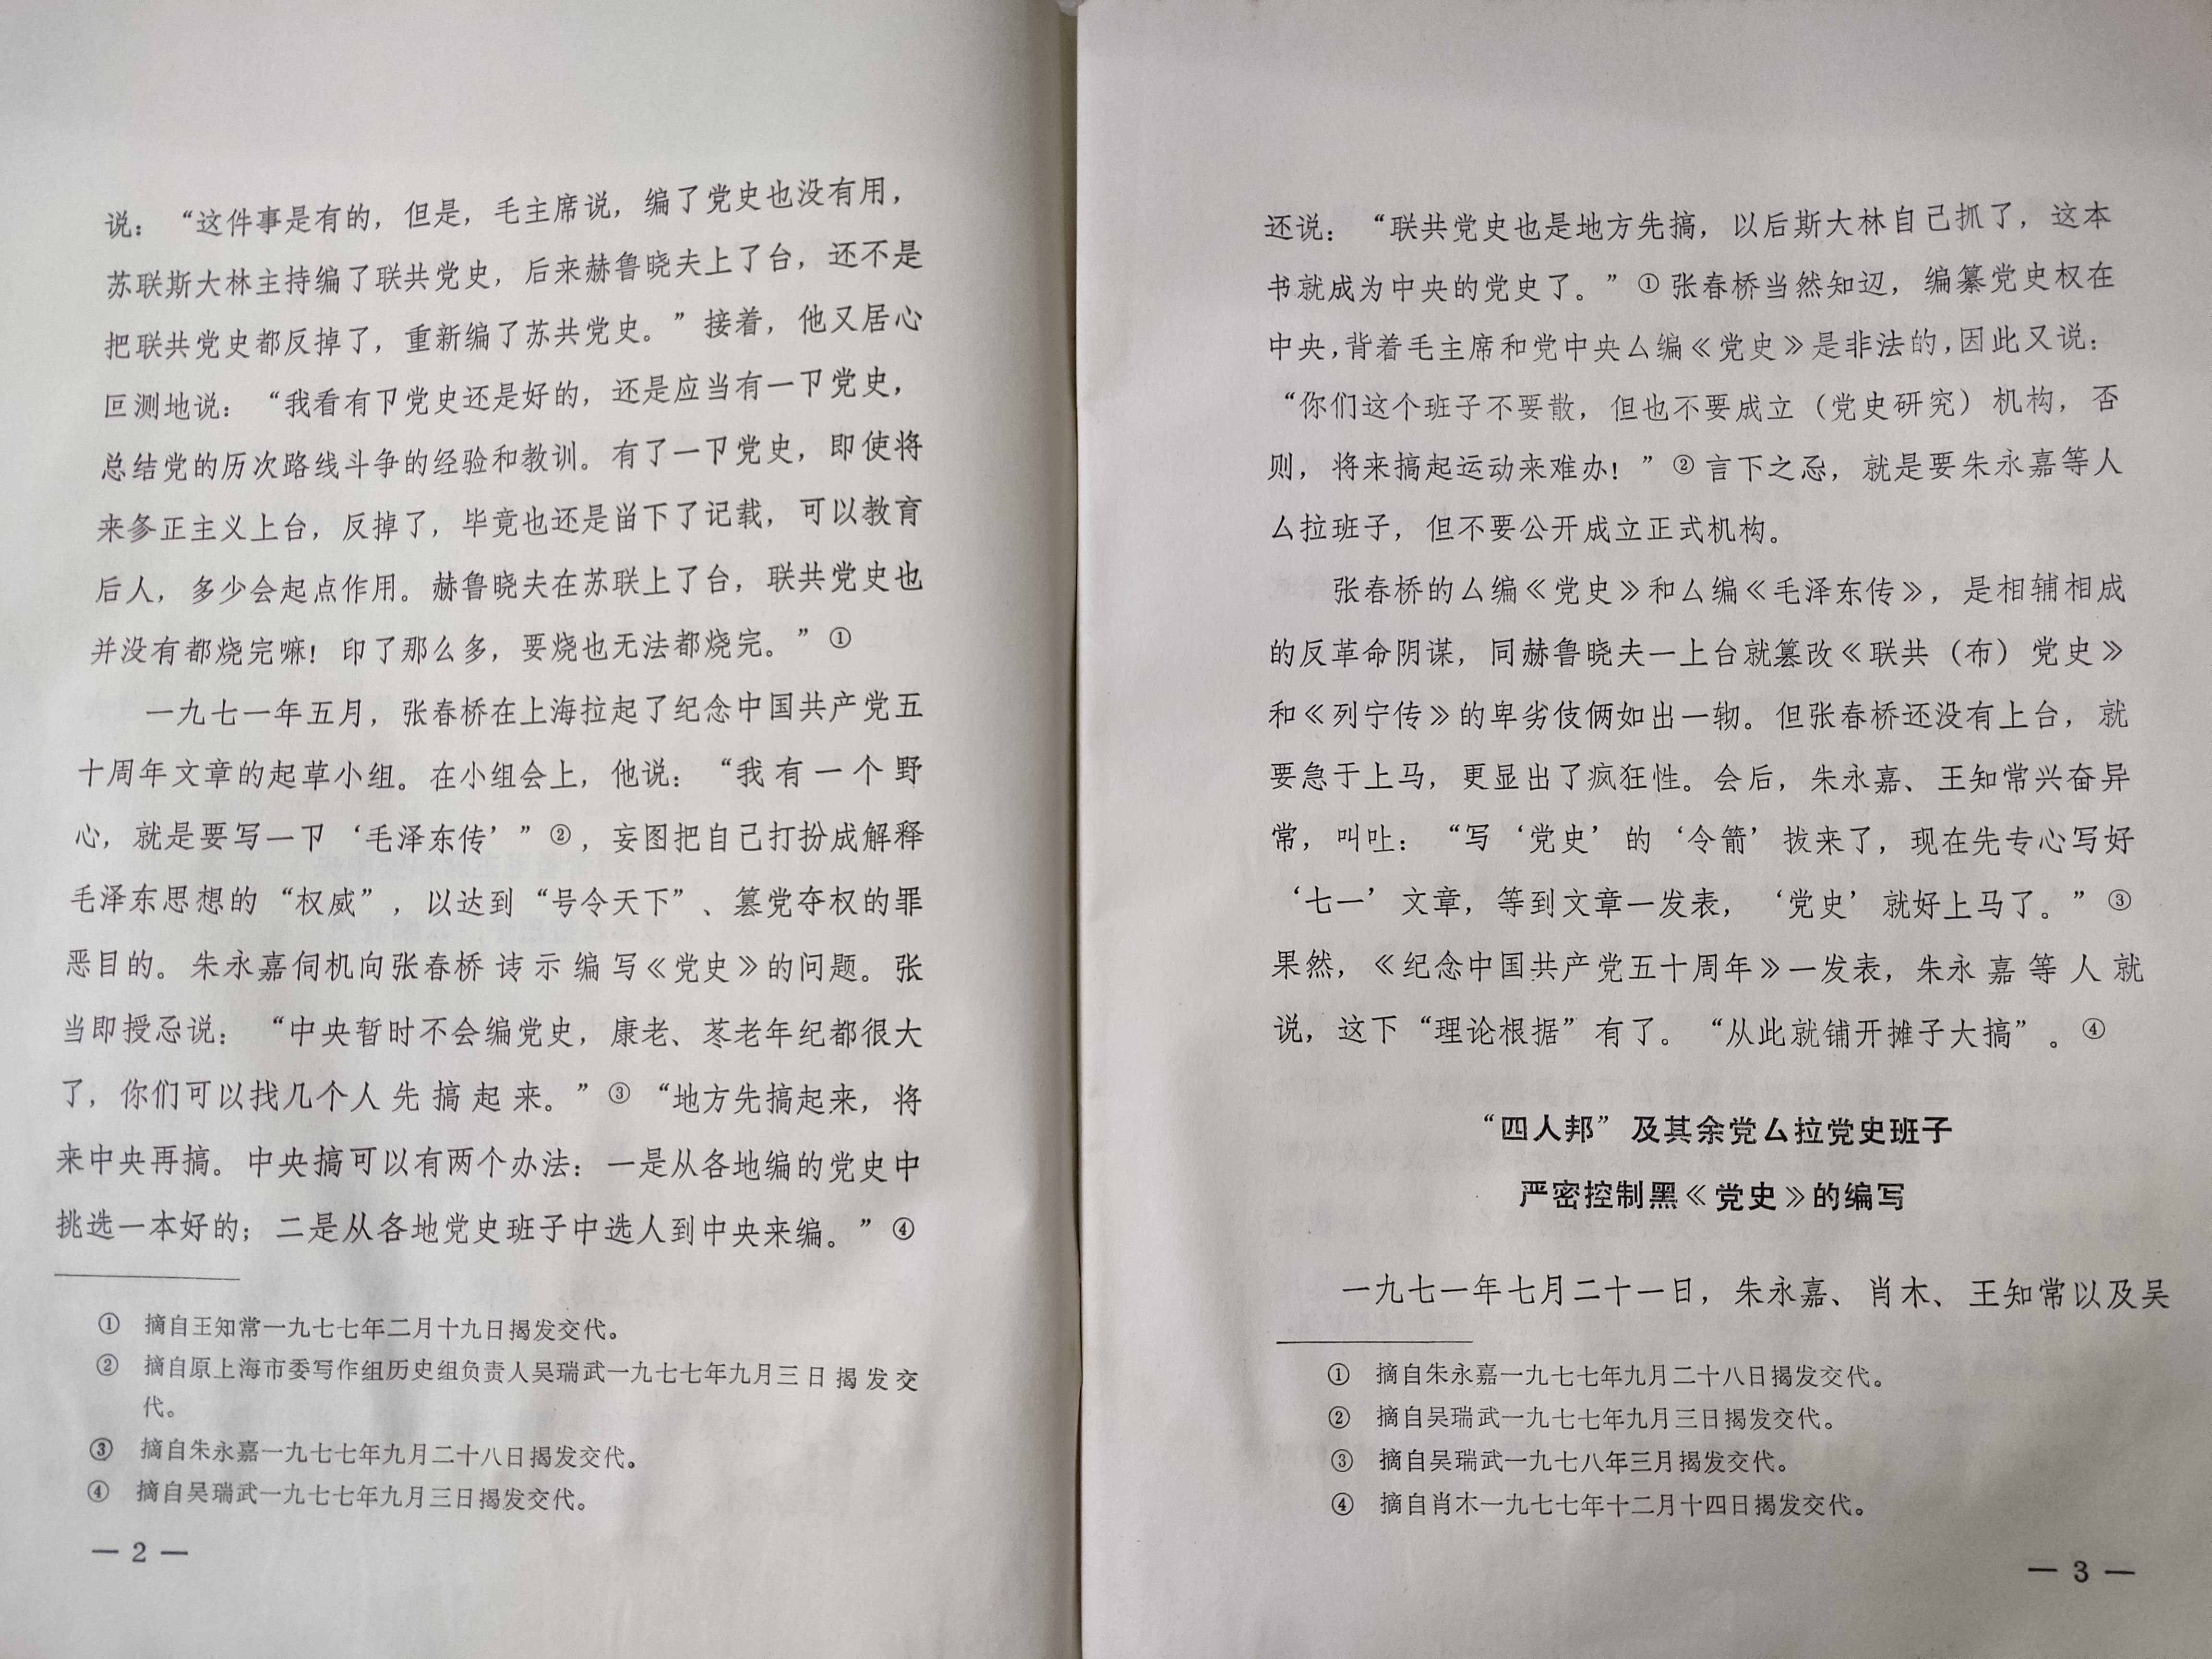 说：“这件事是有的，但是，毛主席说，编了党史也没有用，
苏联斯大林主持编了联共党史，后来赫鲁晓夫上了台，还不是
把联共党史都反掉了，重新编了苏共党史。”接着，他又居心
叵测地说：“我看有卩党史还是好的，还是应当有一卩党史，
总结党的历次路线斗争的经验和教训。有了一卩党史，即使将
来㐱正主义上台，反掉了，毕竟也还是畄下了记载，可以教育
后人，多少会起点作用。赫鲁晓夫在苏联上了台，联共党史也
并没有都烧完嘛！印了那么多，要烧也无法都烧完。”①
一九七一年五月，张春桥在上海拉起了纪念中国共产党五
十周年文章的起草小组。在小组会上，他说：“我有一个野
心，就是要写一卩‘毛泽东传’”②，妄图把自己打扮成解释
毛泽东思想的“权威”，以达到“号令天下”、篡党夺权的罪
恶目的。朱永嘉伺机向张春桥请示编写《党史》的问题。张
当即授意说：“中央暂时不会编党史，康老、苳老年纪都很大
了，你们可以找几个人先搞起来。”③“地方先搞起来，将
来中央再搞。中央搞可以有两个办法：一是从各地编的党史中
挑选一本好的；二是从各地党史班子中选人到中央来编。”④
① 摘自王知常一九七七年二月十九日揭发交代。
② 摘自原上海市委写作组历史组负责人吴瑞武一九七七年九月三日揭发交
代。
③ 摘自朱永嘉一九七七年九月二十八日揭发交代。
④ 摘自吴瑞武一九七七年九月三日揭发交代。
— 2 —
还说：“联共党史也是地方先搞，以后斯大林自己抓了，这本
书就成为中央的党史了。”①张春桥当然知辺，编纂党史权在
中央，背着毛主席和党中央厶编《党史》是非法的，因此又说：
“你们这个班子不要散，但也不要成立（党史研究）机构，否
则，将来搞起运动来难办！”②言下之意，就是要朱永嘉等人
厶拉班子，但不要公开成立正式机构。
张春桥的厶编《党史》和厶编《毛泽东传》，是相辅相成
的反革命阴谋，同赫鲁晓夫一上台就篡改《联共（布）党史》
和《列宁传》的卑劣伎俩如出一辙。但张春桥还没有上台，就
要急于上马，更显出了疯狂性。会后，朱永嘉、王知常兴奋异
常，叫吐：“写‘党史’的‘令箭’拔来了，现在先专心写好
‘七一’文章，等到文章一发表，‘党史’就好上马了。”③
果然，《纪念中国共产党五十周年》一发表，朱永嘉等人就
说，这下“理论根据”有了。“从此就铺开摊子大搞”。④
“四人邦”及其余党厶拉党史班子
严密控制黑《党史》的编写
一九七一年七月二十一日，朱永嘉、肖木、王知常以及吴
① 摘自朱永嘉一九七七年九月二十八日揭发交代。
② 摘自吴瑞武一九七七年九月三日揭发交代。
③ 摘自吴瑞武一九七八年三月揭发交代。
④ 摘自肖木一九七七年十二月十四日揭发交代。
— 3 —